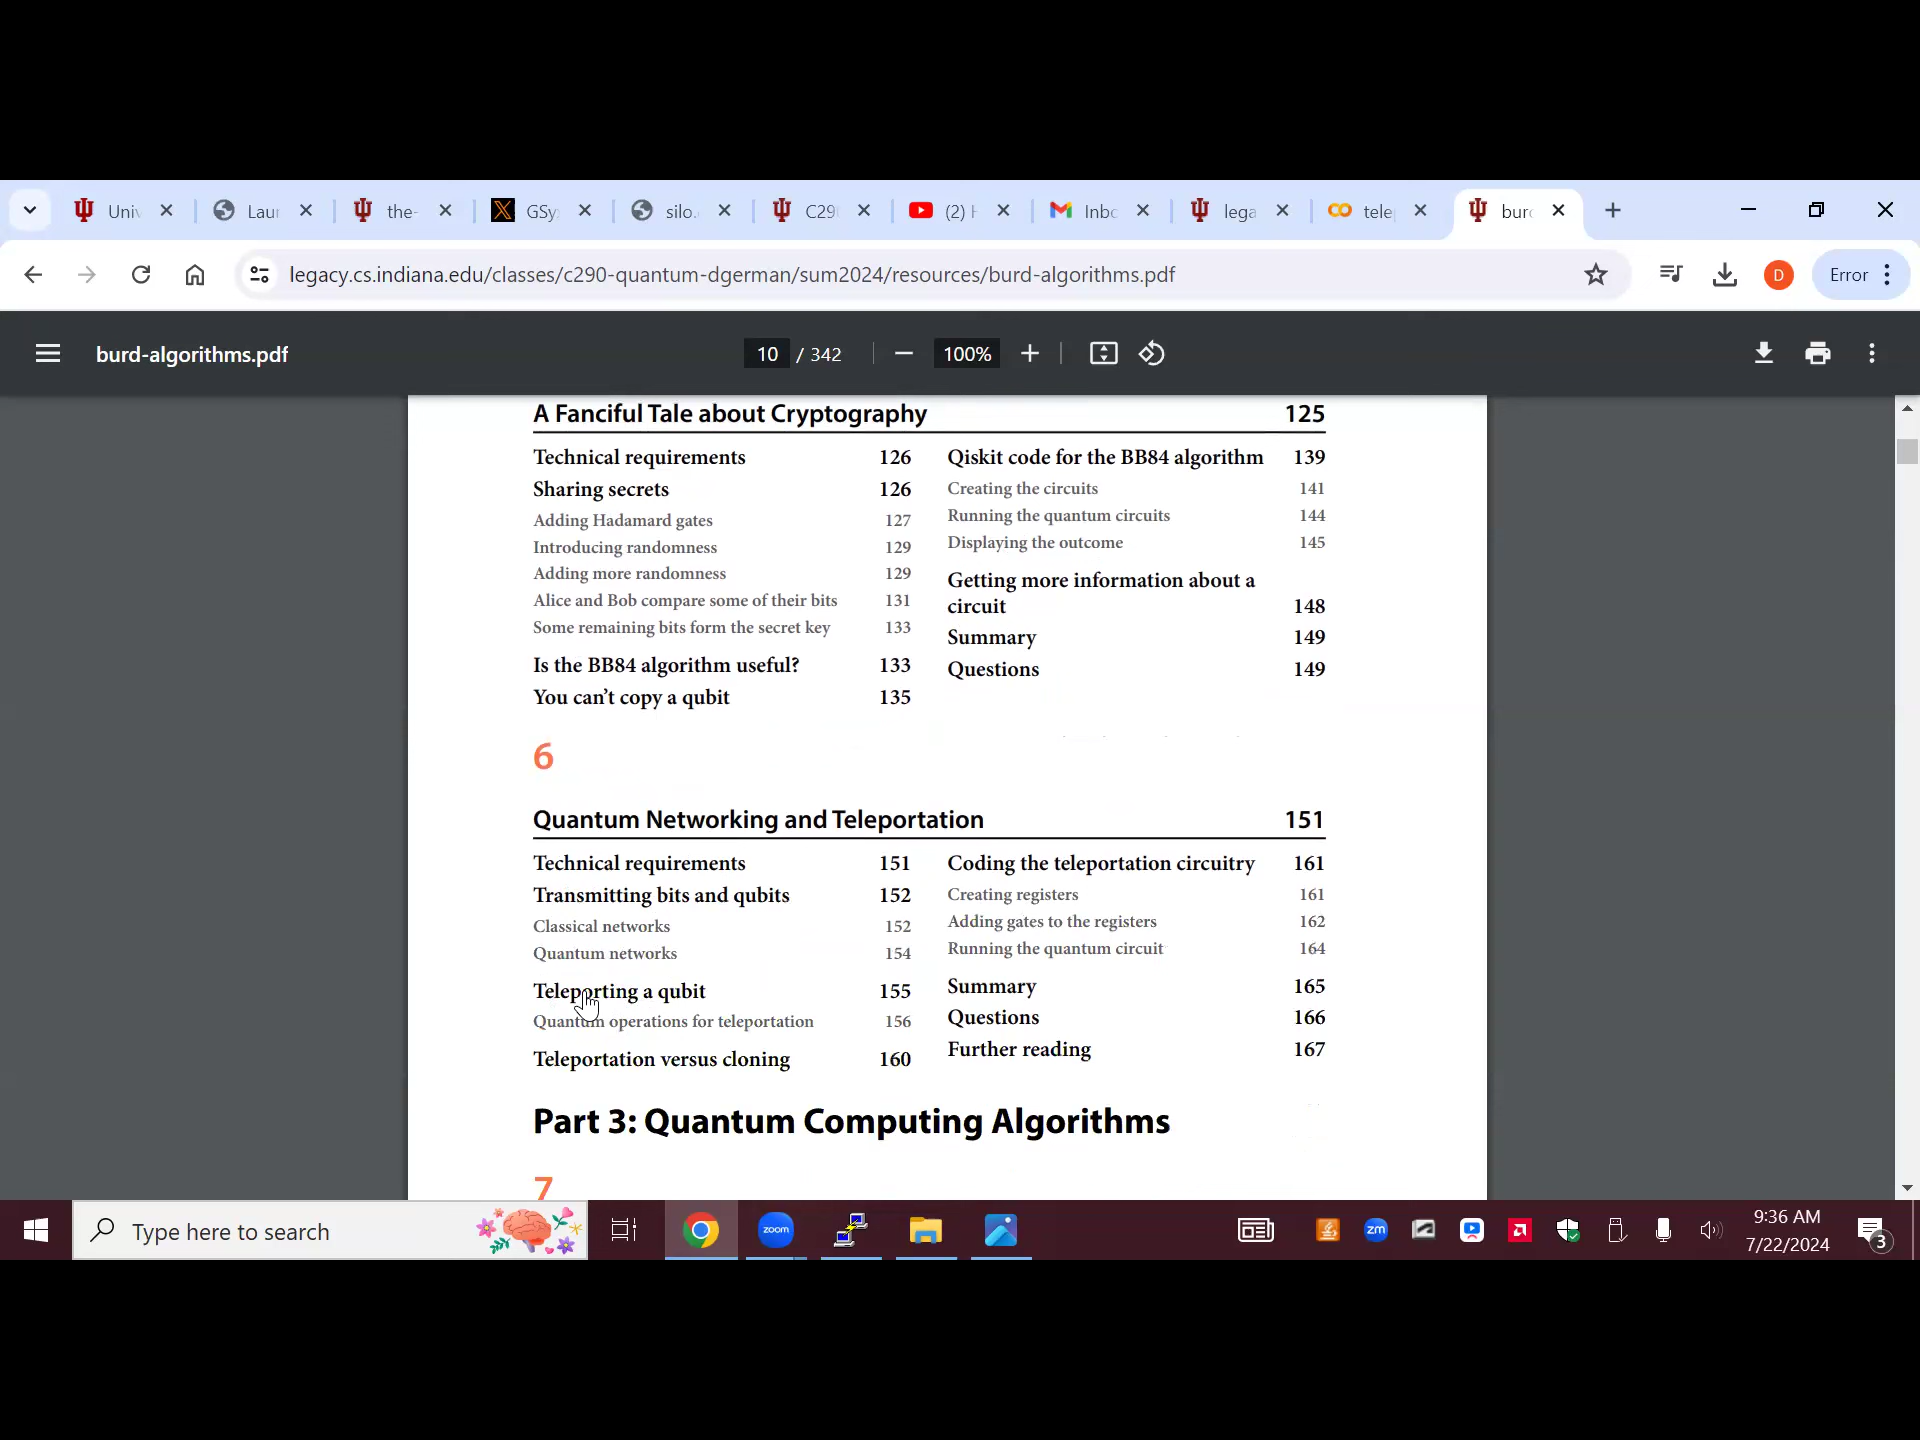 Univ
Laur
the-
GSy
silo.
C29
(2) H
Inbc
lega
tele
burd
legacy.cs.indiana.edu/classes/c290-quantum-dgerman/sum2024/resources/burd-algorithms.pdf
D
Error
burd-algorithms.pdf
10 / 342
100%
A Fanciful Tale about Cryptography 125
Technical requirements 126
Sharing secrets 126
Adding Hadamard gates 127
Introducing randomness 129
Adding more randomness 129
Alice and Bob compare some of their bits 131
Some remaining bits form the secret key 133
Is the BB84 algorithm useful? 133
You can’t copy a qubit 135
Qiskit code for the BB84 algorithm 139
Creating the circuits 141
Running the quantum circuits 144
Displaying the outcome 145
Getting more information about a
circuit 148
Summary 149
Questions 149
6
Quantum Networking and Teleportation 151
Technical requirements 151
Transmitting bits and qubits 152
Classical networks 152
Quantum networks 154
Teleporting a qubit 155
Quantum operations for teleportation 156
Teleportation versus cloning 160
Coding the teleportation circuitry 161
Creating registers 161
Adding gates to the registers 162
Running the quantum circuit 164
Summary 165
Questions 166
Further reading 167
Part 3: Quantum Computing Algorithms
7
Type here to search
zoom
zm
9:36 AM
7/22/2024
3